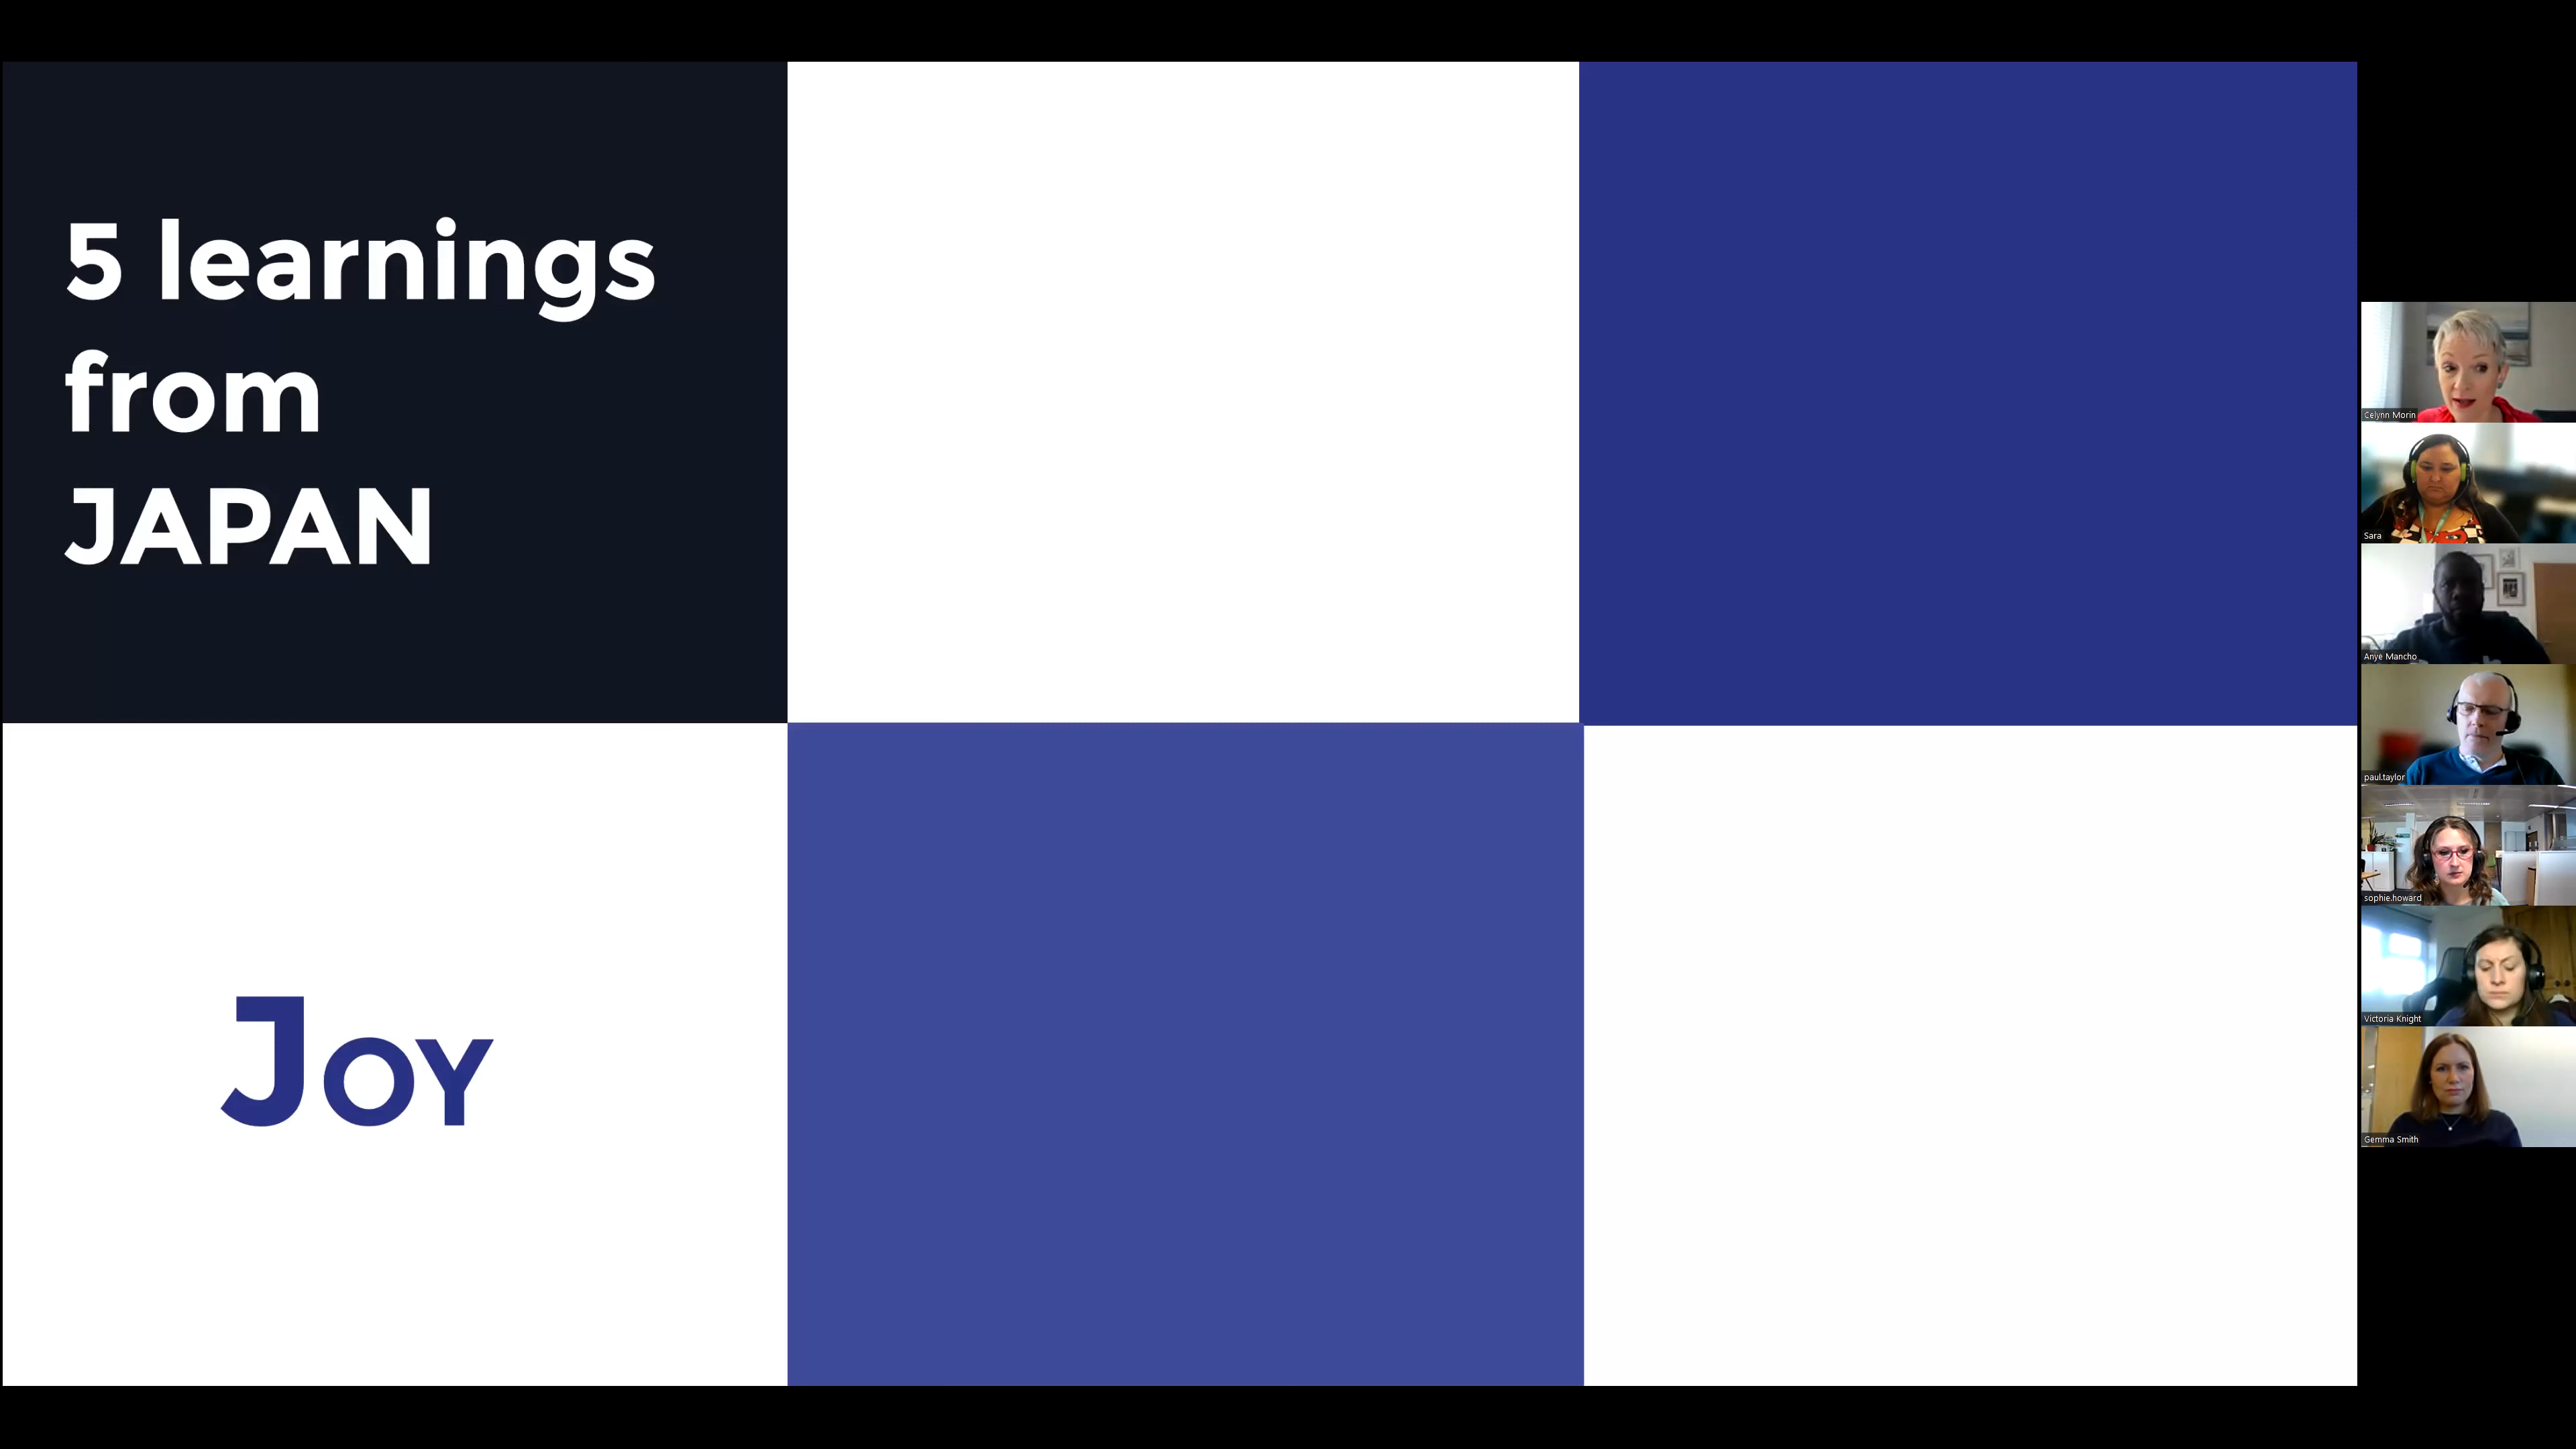 5 learnings
from
JAPAN
JOY
Celynn Morin
Sara
Anye Mancho
paul.taylor
sophie.howard
Victoria Knight
Gemma Smith